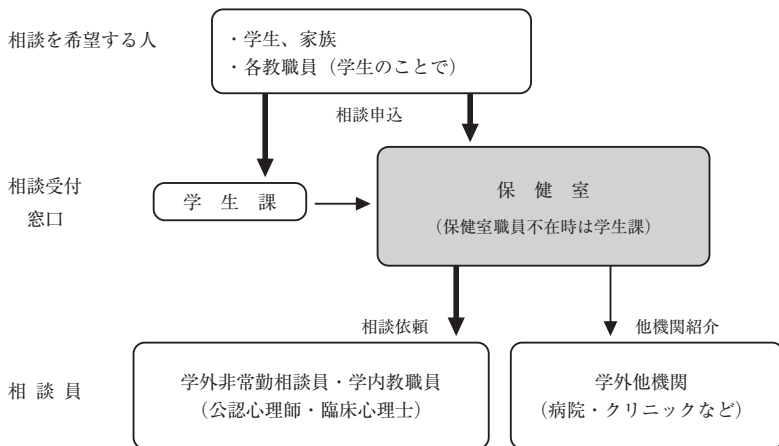 相談を希望する人
・学生、家族
・各教職員（学生のことで）
相談申込
相談受付
窓口
学　生　課
保　健　室
（保健室職員不在時は学生課）
相談依頼
他機関紹介
相 談 員
学外非常勤相談員・学内教職員
（公認心理師・臨床心理士）
学外他機関
（病院・クリニックなど）